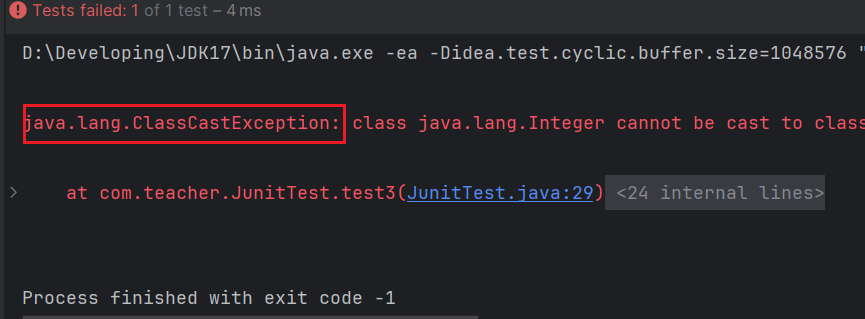 Tests failed: 1 of 1 test – 4 ms
D:\Developing\JDK17\bin\java.exe -ea -Didea.test.cyclic.buffer.size=1048576 "
java.lang.ClassCastException: class java.lang.Integer cannot be cast to class
at com.teacher.JunitTest.test3(JunitTest.java:29) <24 internal lines>
Process finished with exit code -1